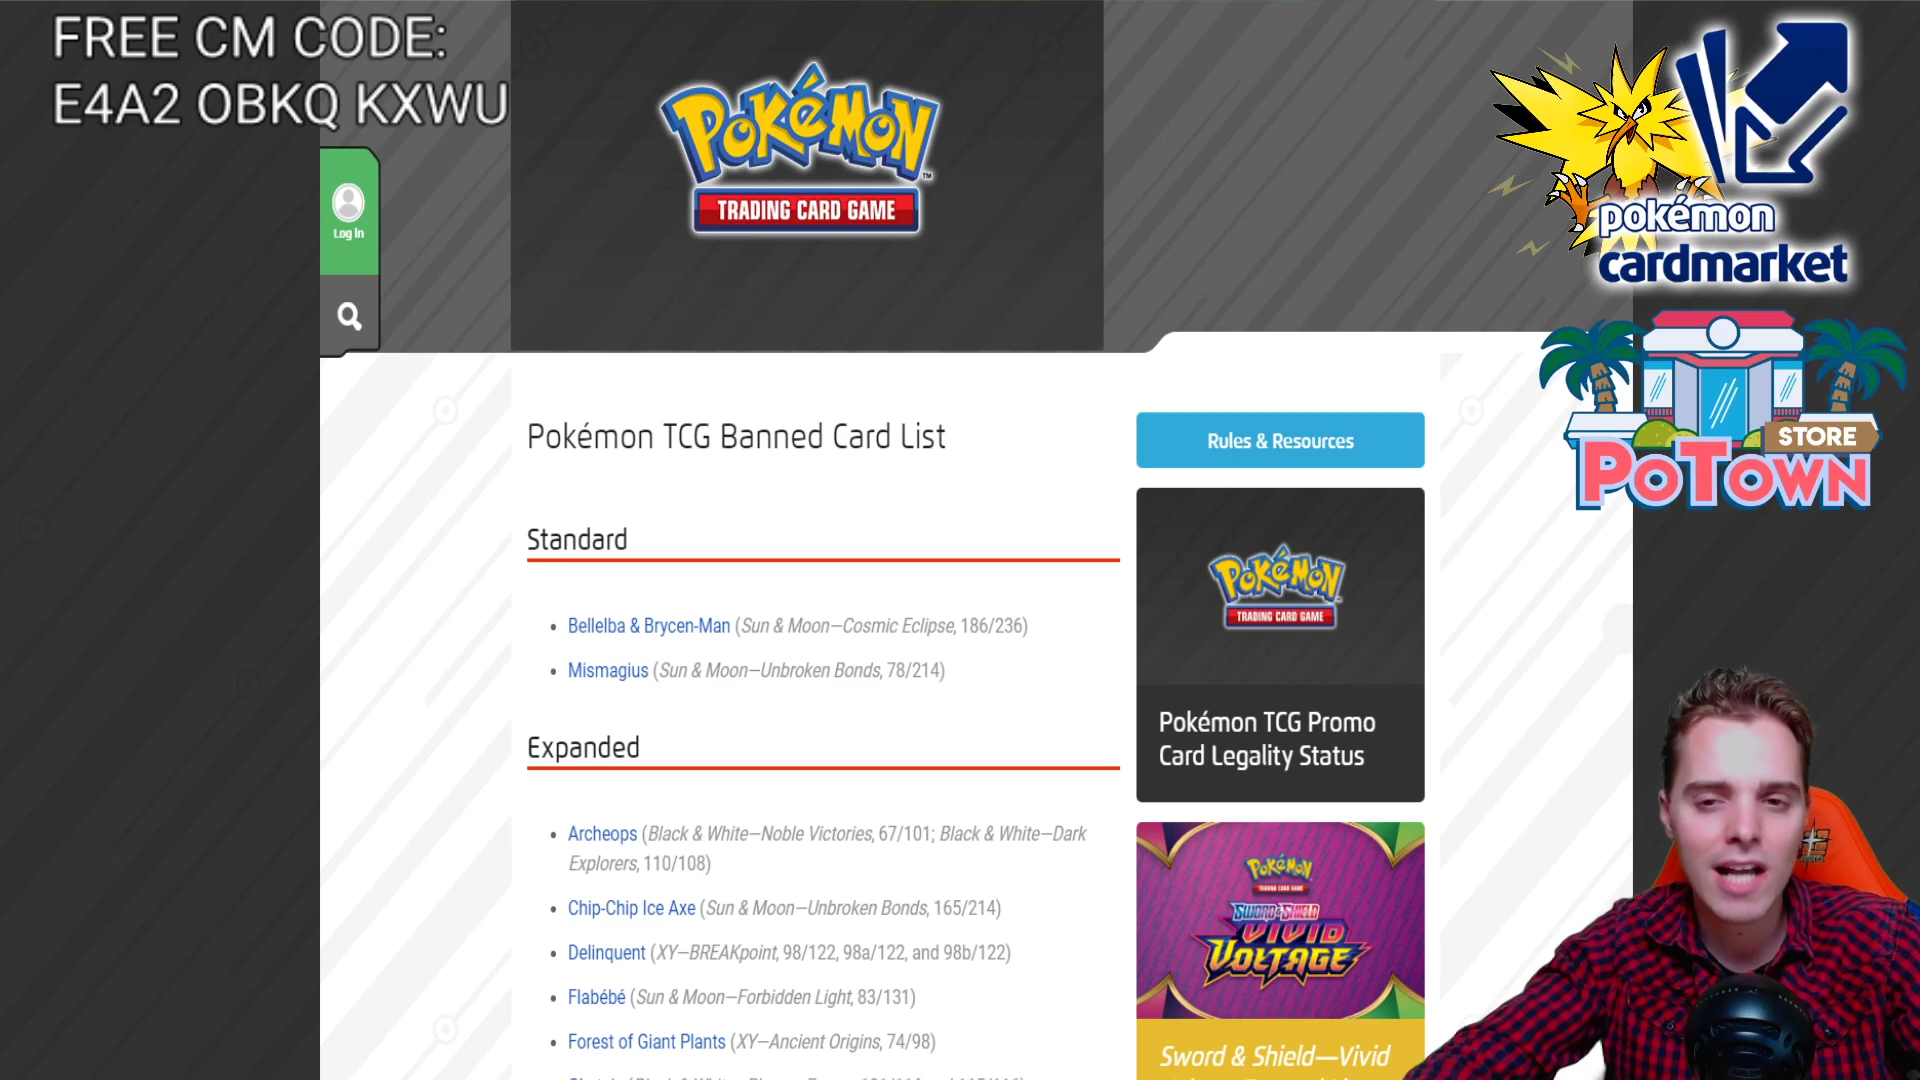 FREE CM CODE:
E4A2 OBKQ KXWU
Log In
POKéMON
TM
TRADING CARD GAME
pokémon
cardmarket
STORE
POTOWN
Pokémon TCG Banned Card List
Standard
• Bellelba & Brycen-Man (Sun & Moon—Cosmic Eclipse, 186/236)
• Mismagius (Sun & Moon—Unbroken Bonds, 78/214)
Expanded
• Archeops (Black & White—Noble Victories, 67/101; Black & White—Dark
Explorers, 110/108)
• Chip-Chip Ice Axe (Sun & Moon—Unbroken Bonds, 165/214)
• Delinquent (XY—BREAKpoint, 98/122, 98a/122, and 98b/122)
• Flabébé (Sun & Moon—Forbidden Light, 83/131)
• Forest of Giant Plants (XY—Ancient Origins, 74/98)
Rules & Resources
POKéMON
TRADING CARD GAME
Pokémon TCG Promo
Card Legality Status
POKéMON
TRADING CARD GAME
SWORD & SHIELD
VIVID
VOLTAGE
Sword & Shield—Vivid